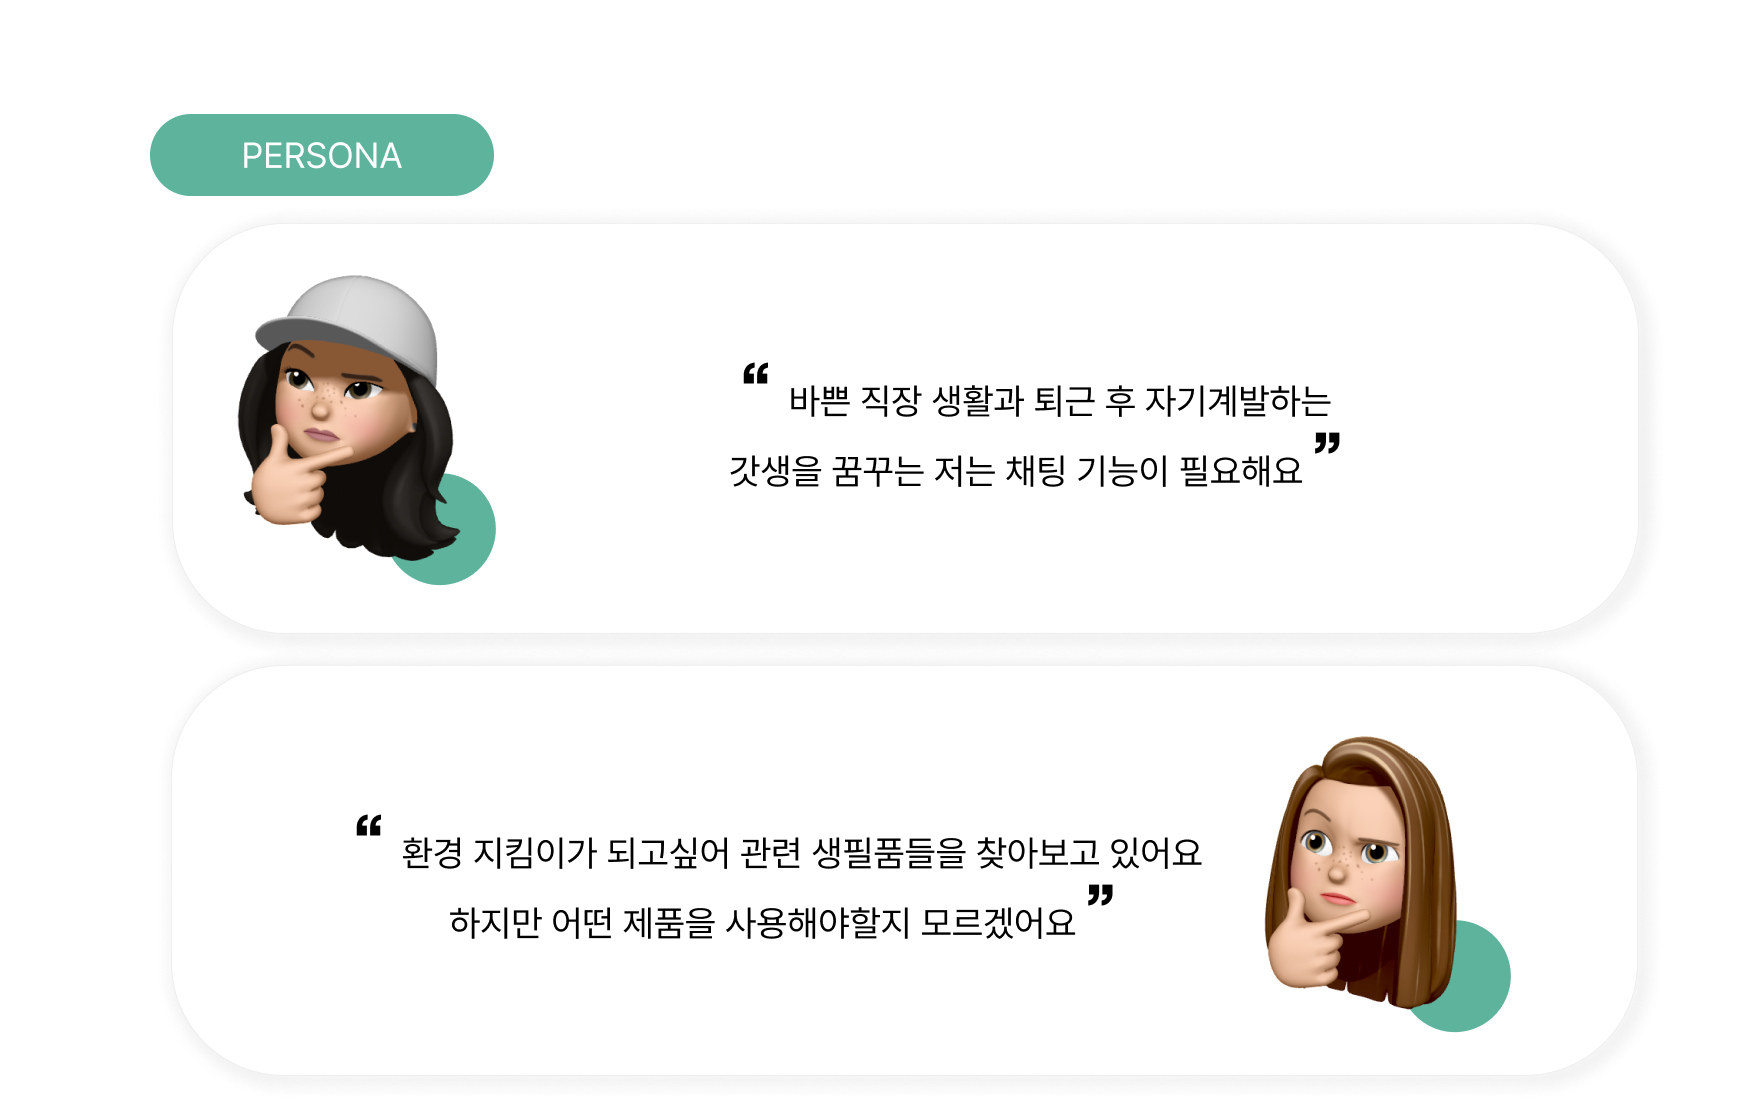 PERSONA
“ 바쁜 직장 생활과 퇴근 후 자기계발하는
갓생을 꿈꾸는 저는 채팅 기능이 필요해요 ”
“ 환경 지킴이가 되고싶어 관련 생필품들을 찾아보고 있어요
하지만 어떤 제품을 사용해야할지 모르겠어요 ”